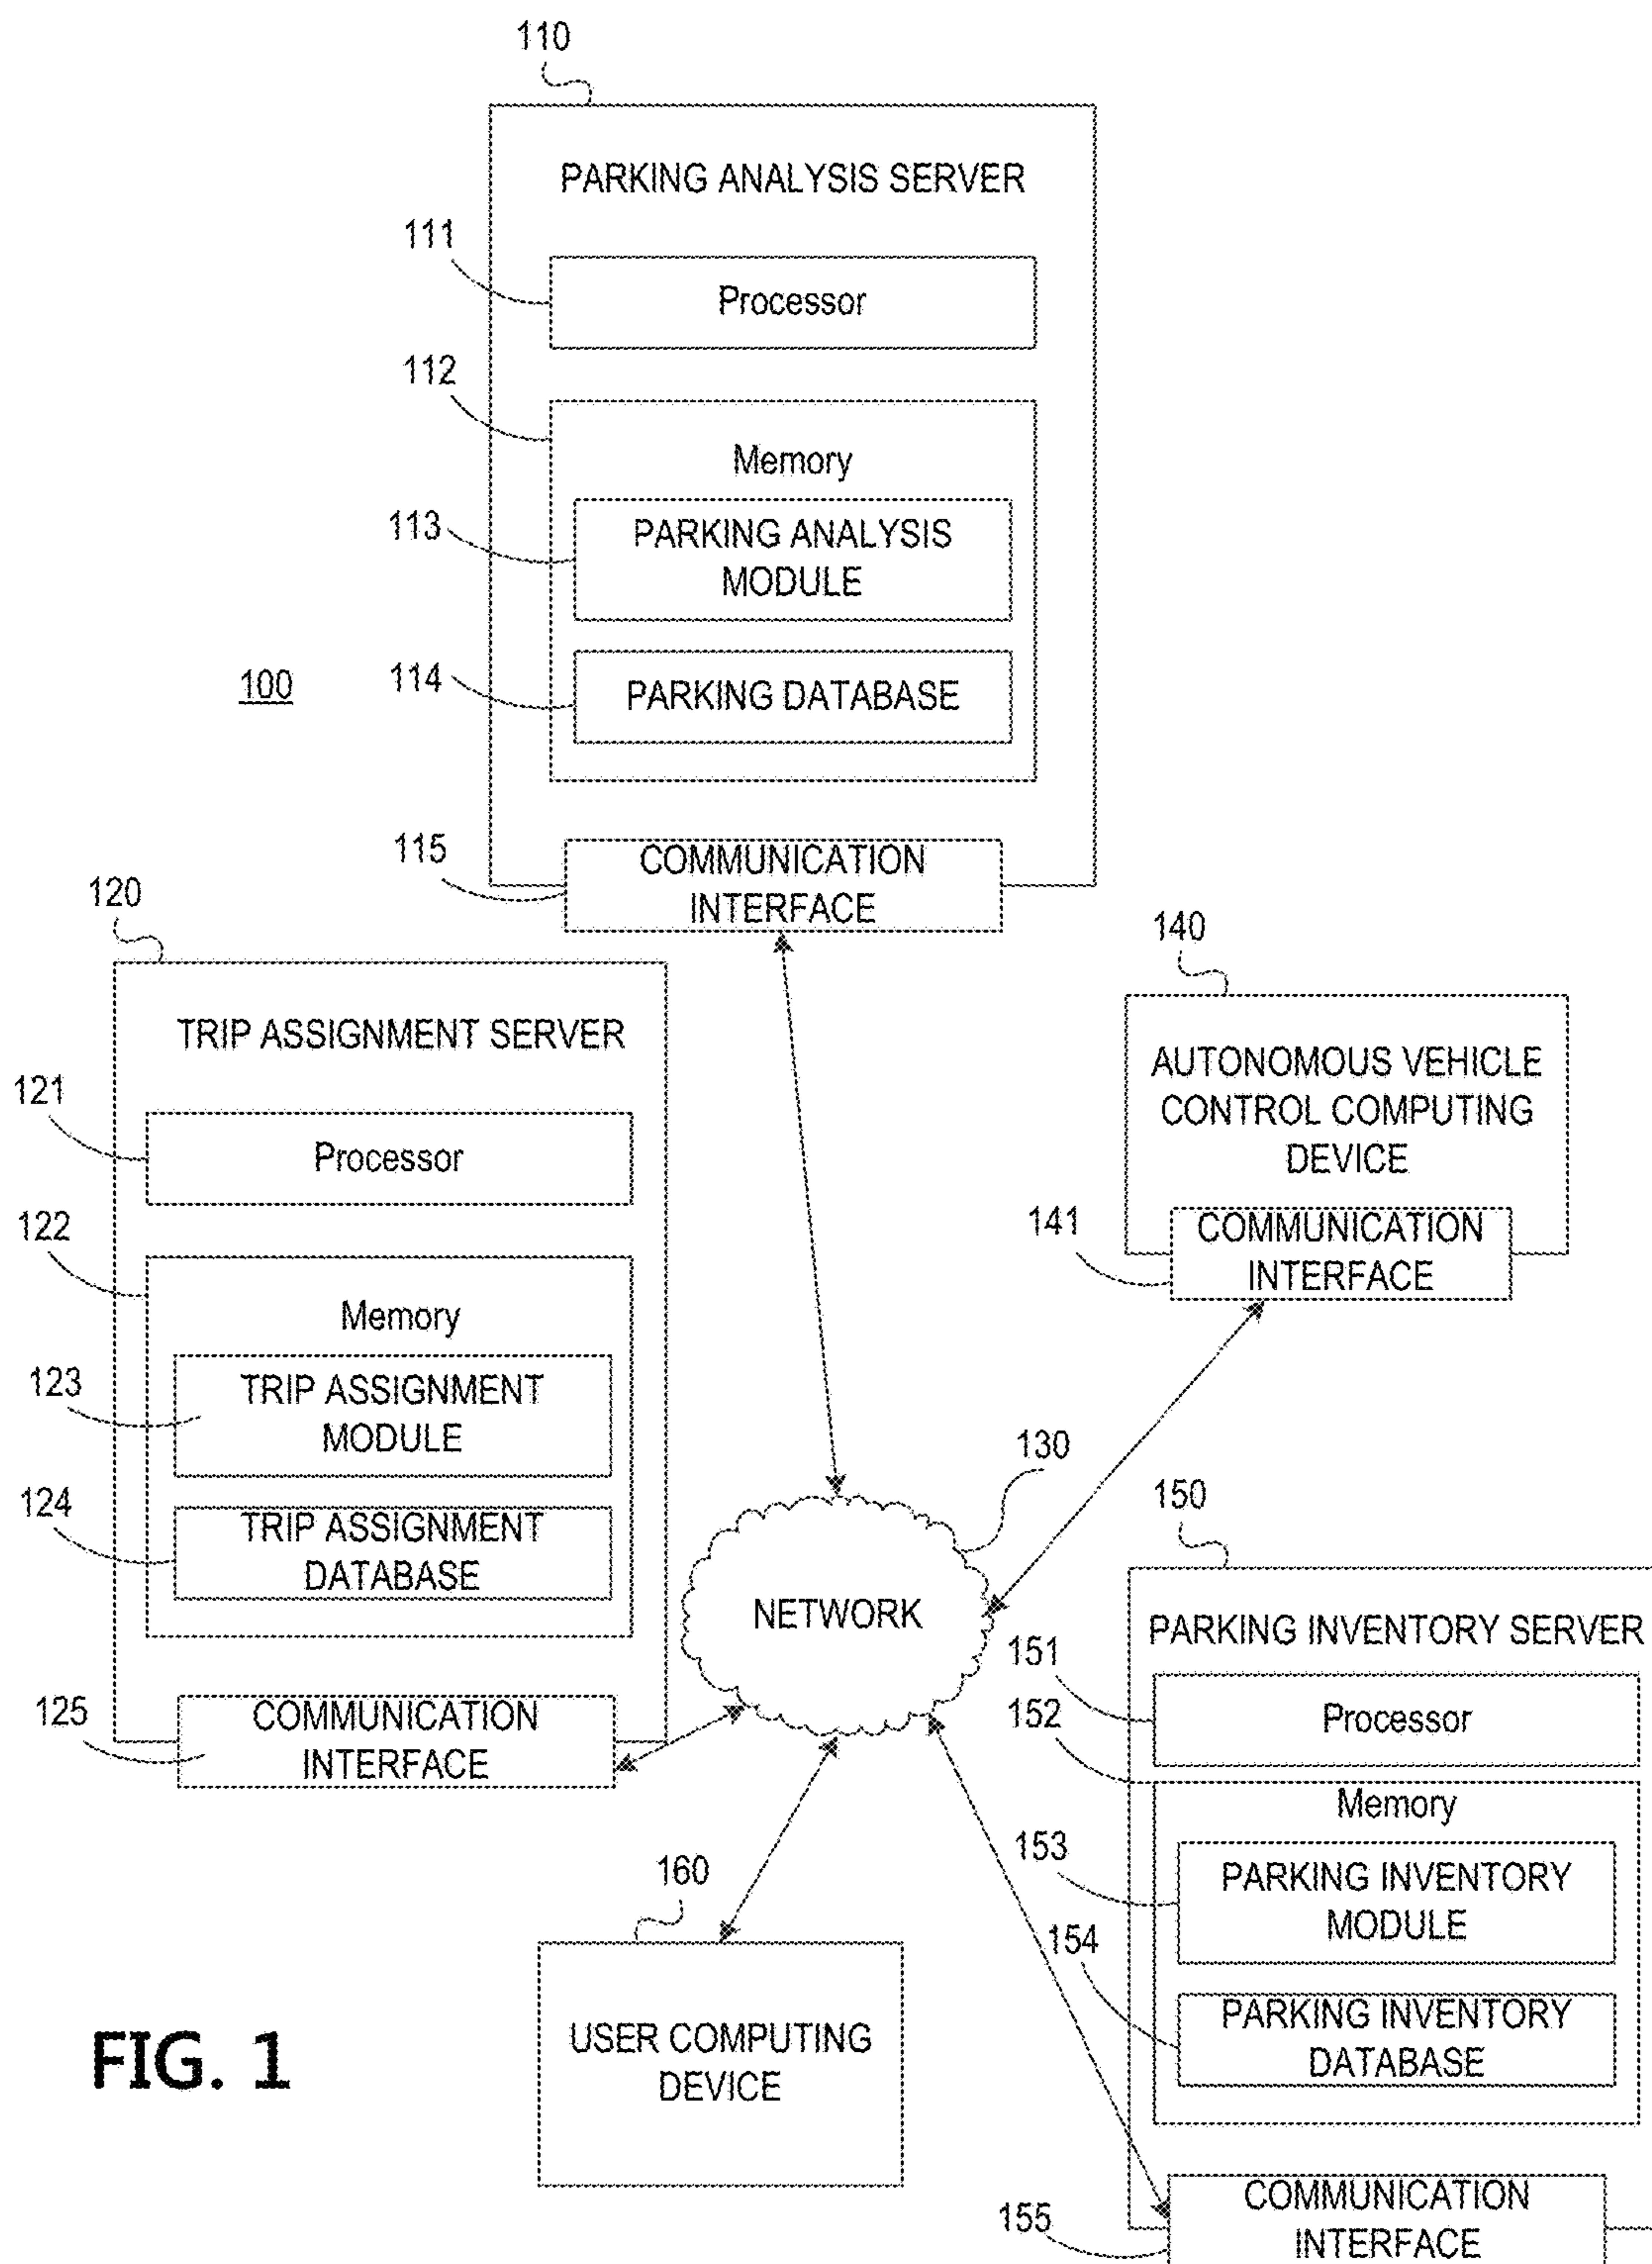 110
PARKING ANALYSIS SERVER
111
Processor
112
Memory
113
PARKING ANALYSIS
MODULE
100
114
PARKING DATABASE
115
COMMUNICATION
INTERFACE
120
TRIP ASSIGNMENT SERVER
121
Processor
122
Memory
123
TRIP ASSIGNMENT
MODULE
124
TRIP ASSIGNMENT
DATABASE
125
COMMUNICATION
INTERFACE
140
AUTONOMOUS VEHICLE
CONTROL COMPUTING
DEVICE
141
COMMUNICATION
INTERFACE
130
NETWORK
150
PARKING INVENTORY SERVER
151
Processor
152
Memory
153
PARKING INVENTORY
MODULE
154
PARKING INVENTORY
DATABASE
155
COMMUNICATION
INTERFACE
160
USER COMPUTING
DEVICE
FIG. 1